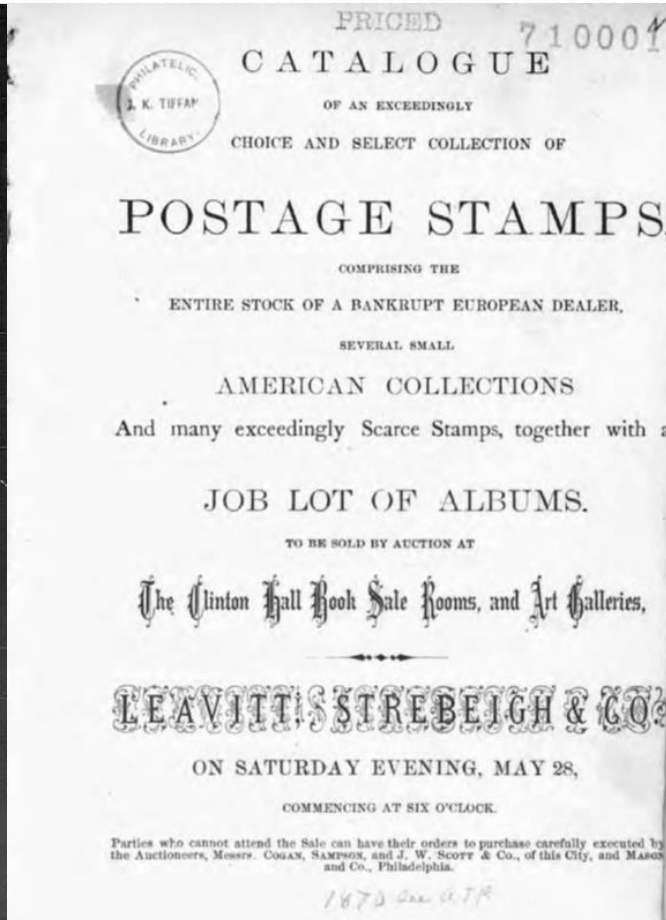 PRICED
710001
CATALOGUE
PHILATELIC
J. K. TIFFAN
LIBRARY.
OF AN EXCEEDINGLY
CHOICE AND SELECT COLLECTION OF
POSTAGE STAMPS
COMPRISING THE
ENTIRE STOCK OF A BANKRUPT EUROPEAN DEALER,
SEVERAL SMALL
AMERICAN COLLECTIONS
And many exceedingly Scarce Stamps, together with a
JOB LOT OF ALBUMS.
TO BE SOLD BY AUCTION AT
The Clinton Hall Book Sale Rooms, and Art Galleries,
LEAVITT, STREBEIGH & CO.
ON SATURDAY EVENING, MAY 28,
COMMENCING AT SIX O'CLOCK.
Parties who cannot attend the Sale can have their orders to purchase carefully executed by
the Auctioneers, Messrs. COGAN, SAMPSON, and J. W. SCOTT & Co., of this City, and MASON
and Co., Philadelphia.
1870 see